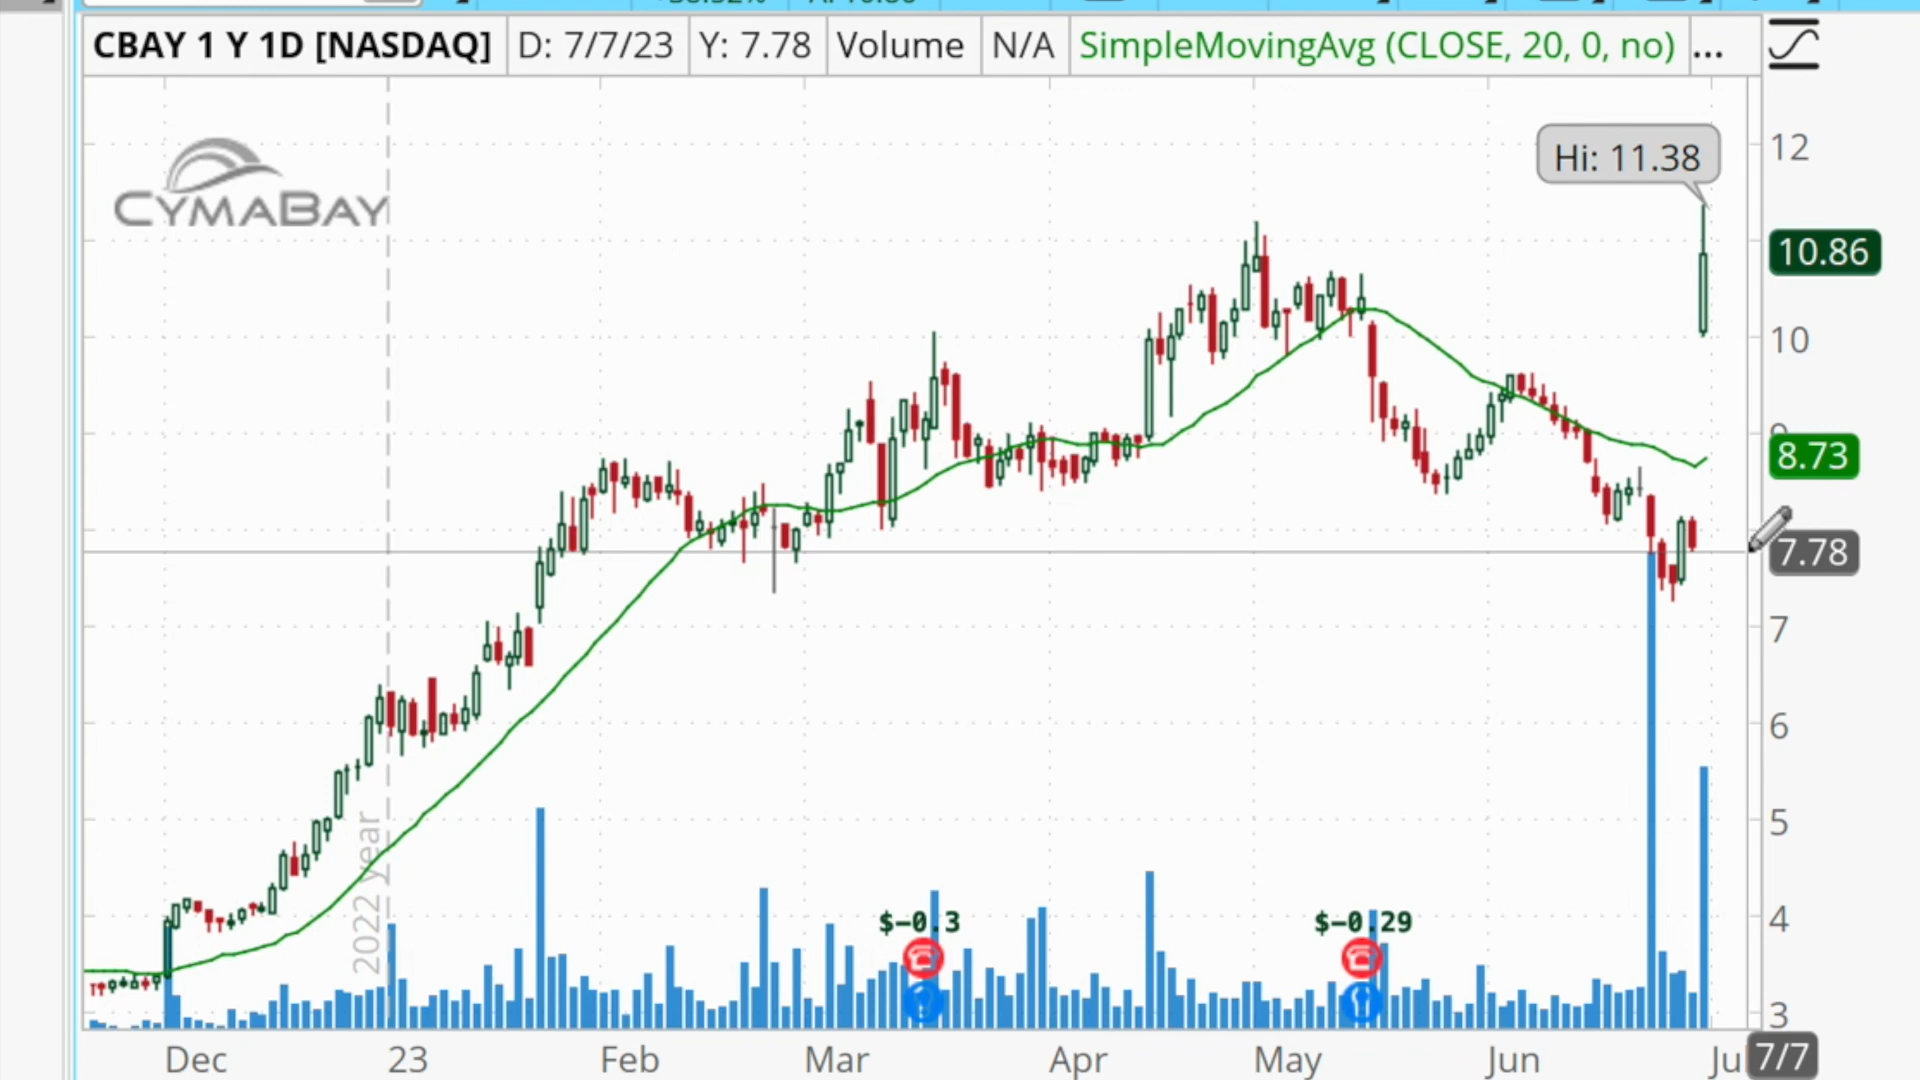 CBAY 1 Y 1D [NASDAQ] D: 7/7/23 Y: 7.78 Volume N/A SimpleMovingAvg (CLOSE, 20, 0, no) ...
CYMABAY
Hi: 11.38
12
10.86
10
8.73
7.78
7
6
5
4
3
2022 year
$-0.3
$-0.29
Dec 23 Feb Mar Apr May Jun Ju 7/7